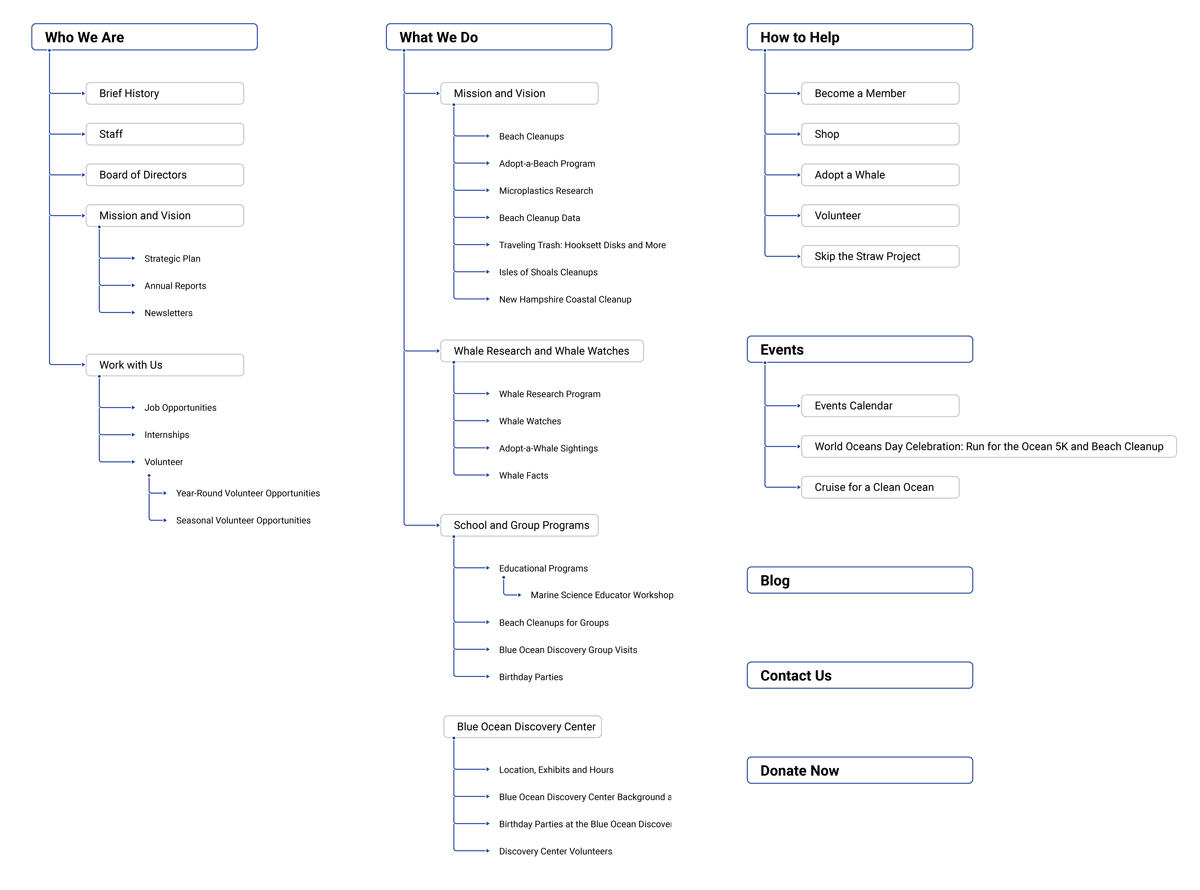 Who We Are
Brief History
Staff
Board of Directors
Mission and Vision
Strategic Plan
Annual Reports
Newsletters
Work with Us
Job Opportunities
Internships
Volunteer
Year-Round Volunteer Opportunities
Seasonal Volunteer Opportunities
What We Do
Mission and Vision
Beach Cleanups
Adopt-a-Beach Program
Microplastics Research
Beach Cleanup Data
Traveling Trash: Hooksett Disks and More
Isles of Shoals Cleanups
New Hampshire Coastal Cleanup
Whale Research and Whale Watches
Whale Research Program
Whale Watches
Adopt-a-Whale Sightings
Whale Facts
School and Group Programs
Educational Programs
Marine Science Educator Workshop
Beach Cleanups for Groups
Blue Ocean Discovery Group Visits
Birthday Parties
Blue Ocean Discovery Center
Location, Exhibits and Hours
Blue Ocean Discovery Center Background a
Birthday Parties at the Blue Ocean Discove
Discovery Center Volunteers
How to Help
Become a Member
Shop
Adopt a Whale
Volunteer
Skip the Straw Project
Events
Events Calendar
World Oceans Day Celebration: Run for the Ocean 5K and Beach Cleanup
Cruise for a Clean Ocean
Blog
Contact Us
Donate Now